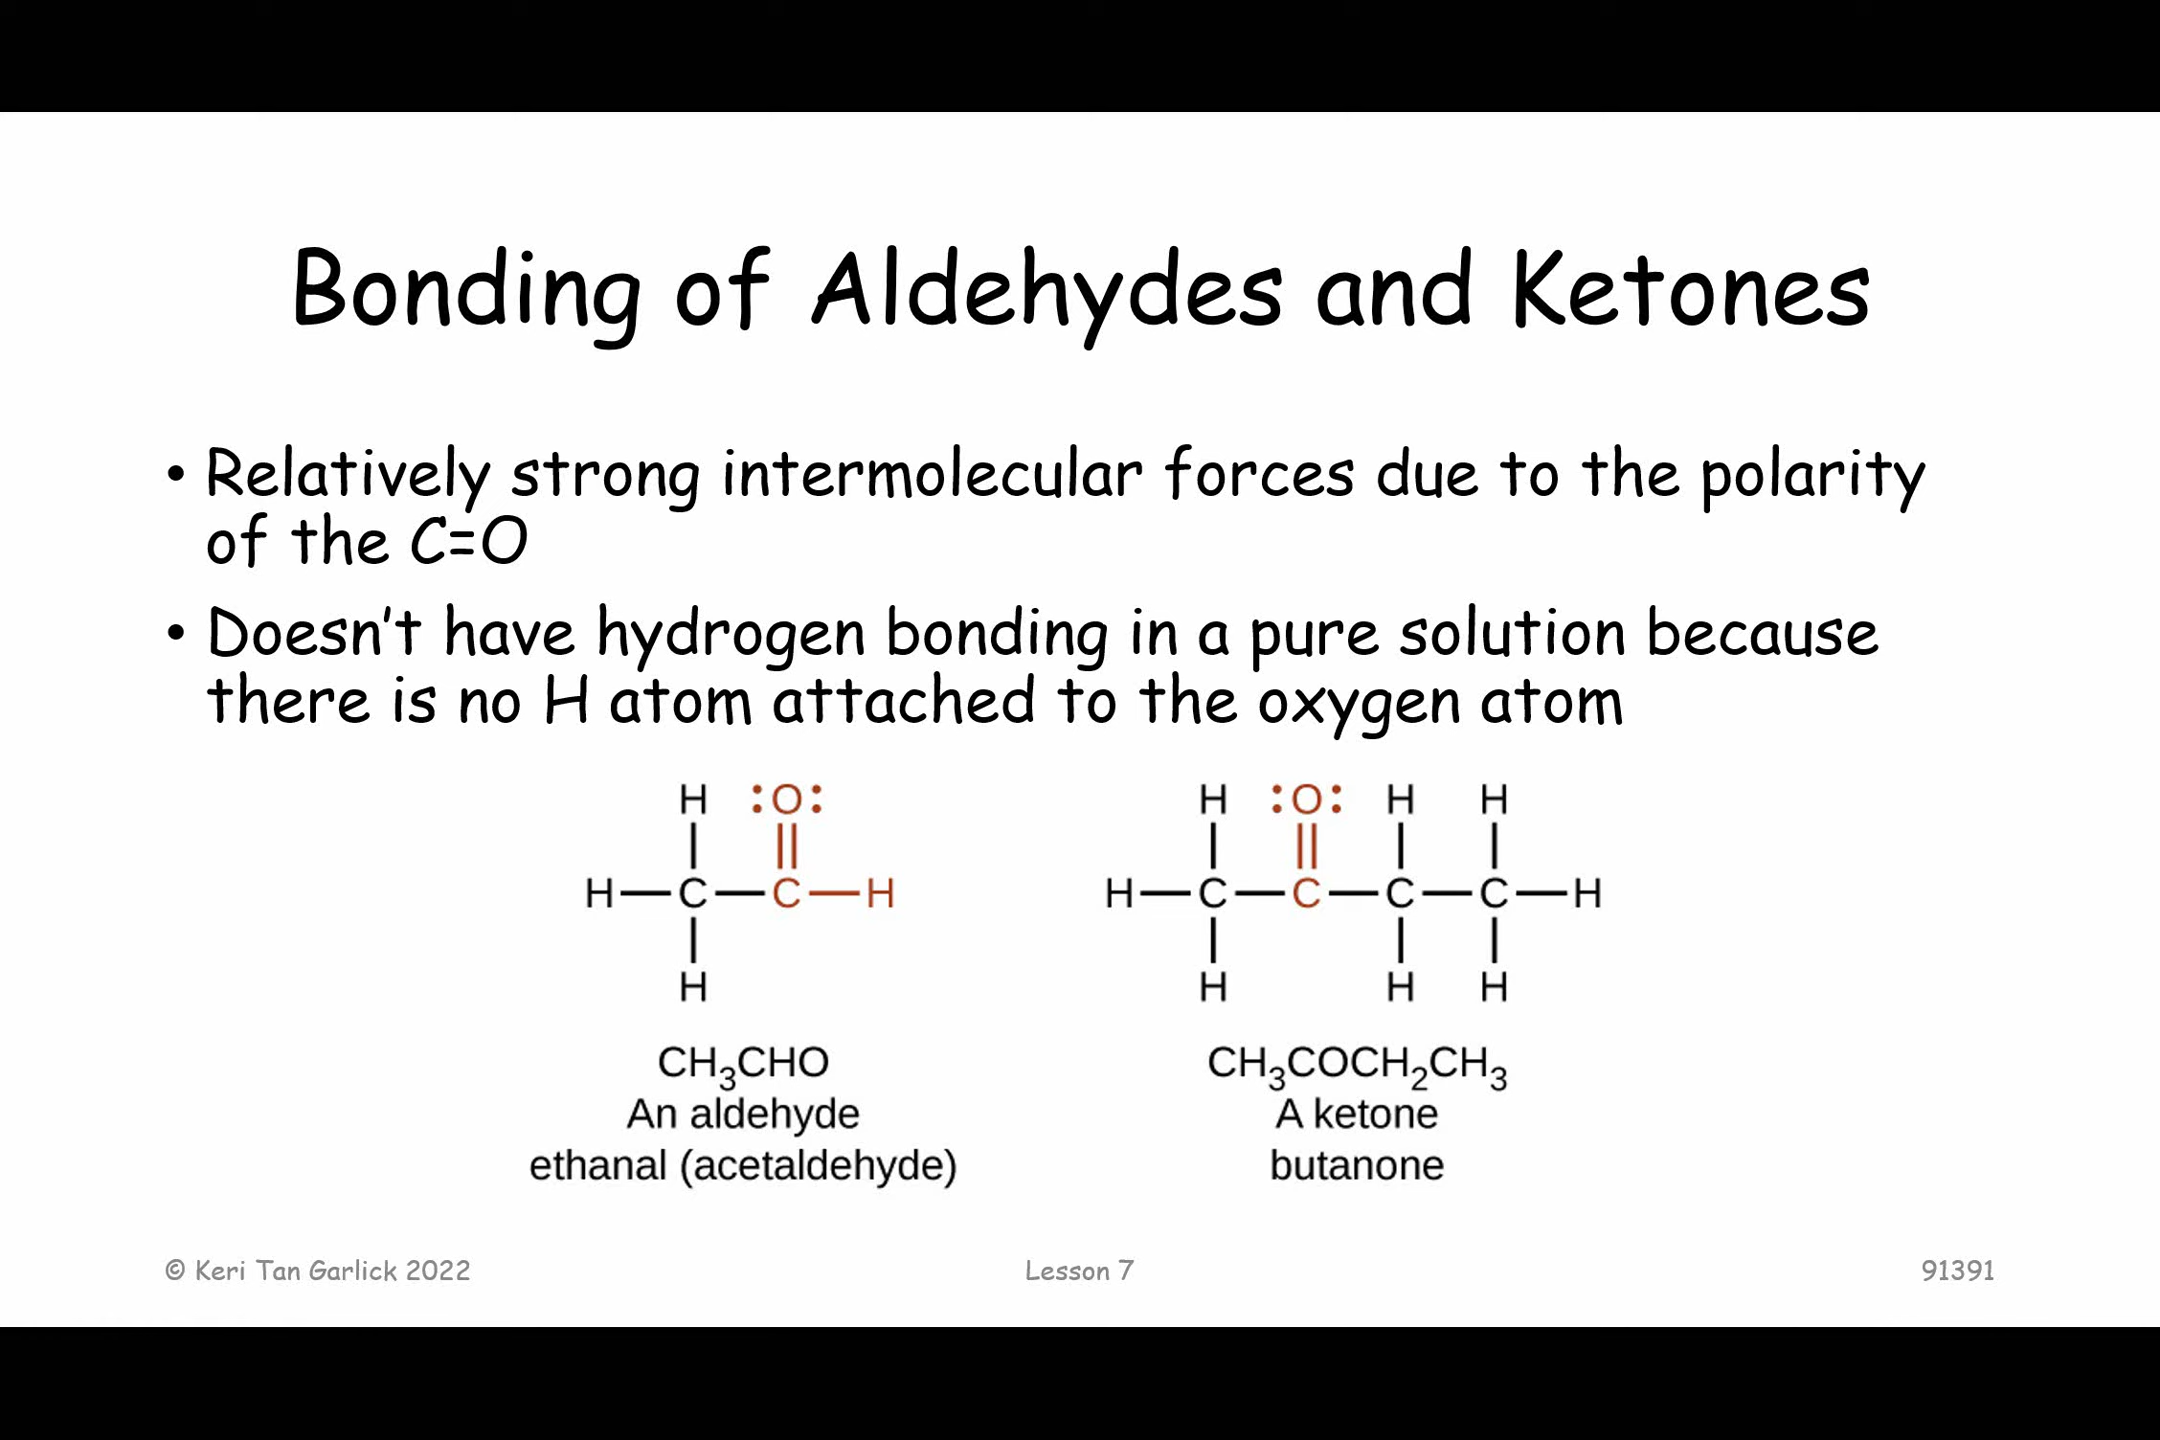 Bonding of Aldehydes and Ketones
• Relatively strong intermolecular forces due to the polarity
of the C=O
• Doesn't have hydrogen bonding in a pure solution because
there is no H atom attached to the oxygen atom
H :O: H :O: H H
H—C—C—H H—C—C—C—C—H
H H H H
CH₃CHO
An aldehyde
ethanal (acetaldehyde)
CH₃COCH₂CH₃
A ketone
butanone
© Keri Tan Garlick 2022
Lesson 7
91391